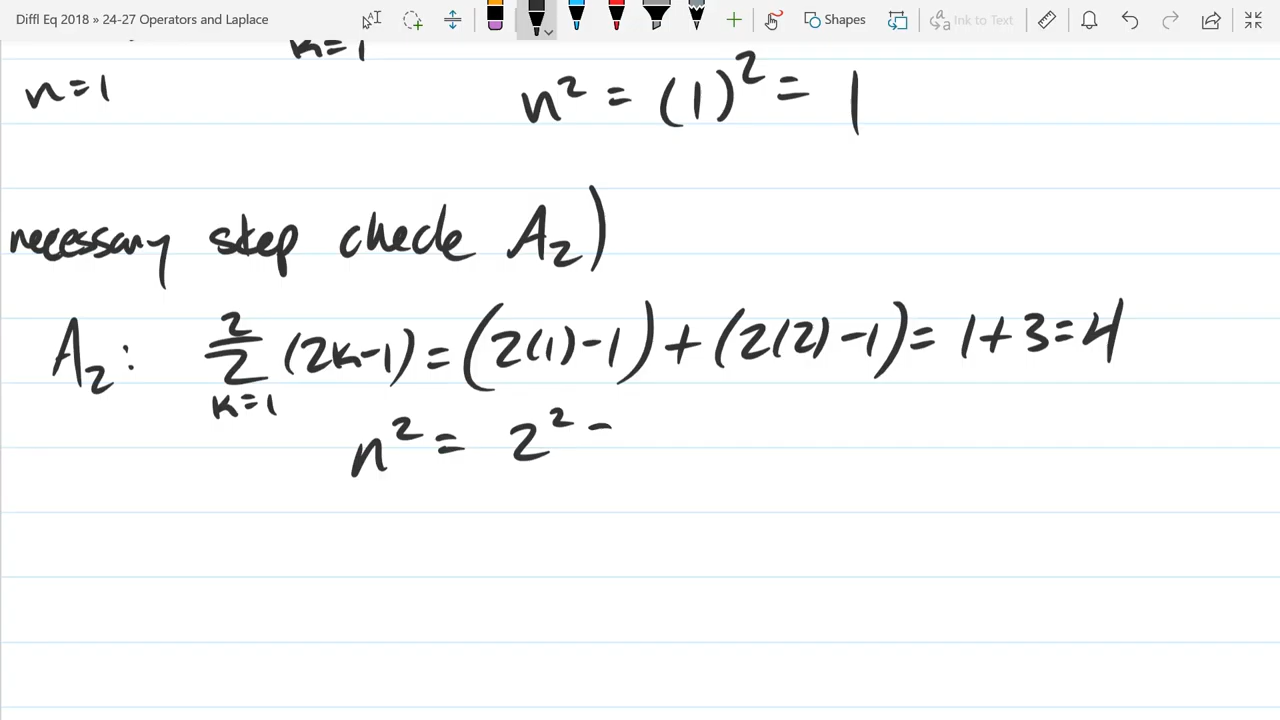 Diffl Eq 2018 » 24-27 Operators and Laplace
Shapes
Ink to Text
k=1
n=1
n² = (1)² = 1
necessary step check A₂)
A₂: 2∑k=1 (2k-1) = (2(1)-1) + (2(2)-1) = 1+3=4
n² = 2² -